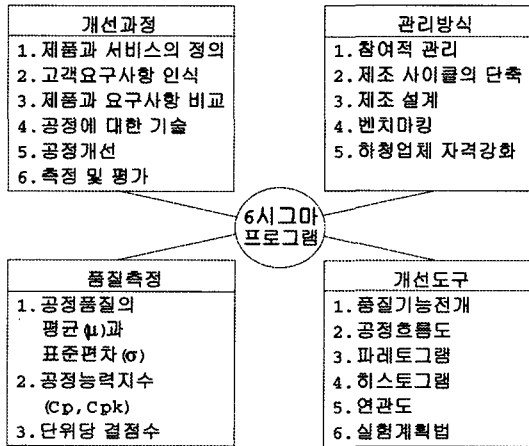 개선과정
1. 제품과 서비스의 정의
2. 고객요구사항 인식
3. 제품과 요구사항 비교
4. 공정에 대한 기술
5. 공정개선
6. 측정 및 평가
관리방식
1. 참여적 관리
2. 제조 사이클의 단축
3. 제조 설계
4. 벤치마킹
5. 하청업체 자격강화
6시그마
프로그램
품질측정
1. 공정품질의
평균(μ)과
표준편차(σ)
2. 공정능력지수
(Cp, Cpk)
3. 단위당 결점수
개선도구
1. 품질기능전개
2. 공정흐름도
3. 파레토그램
4. 히스토그램
5. 연관도
6. 실험계획법